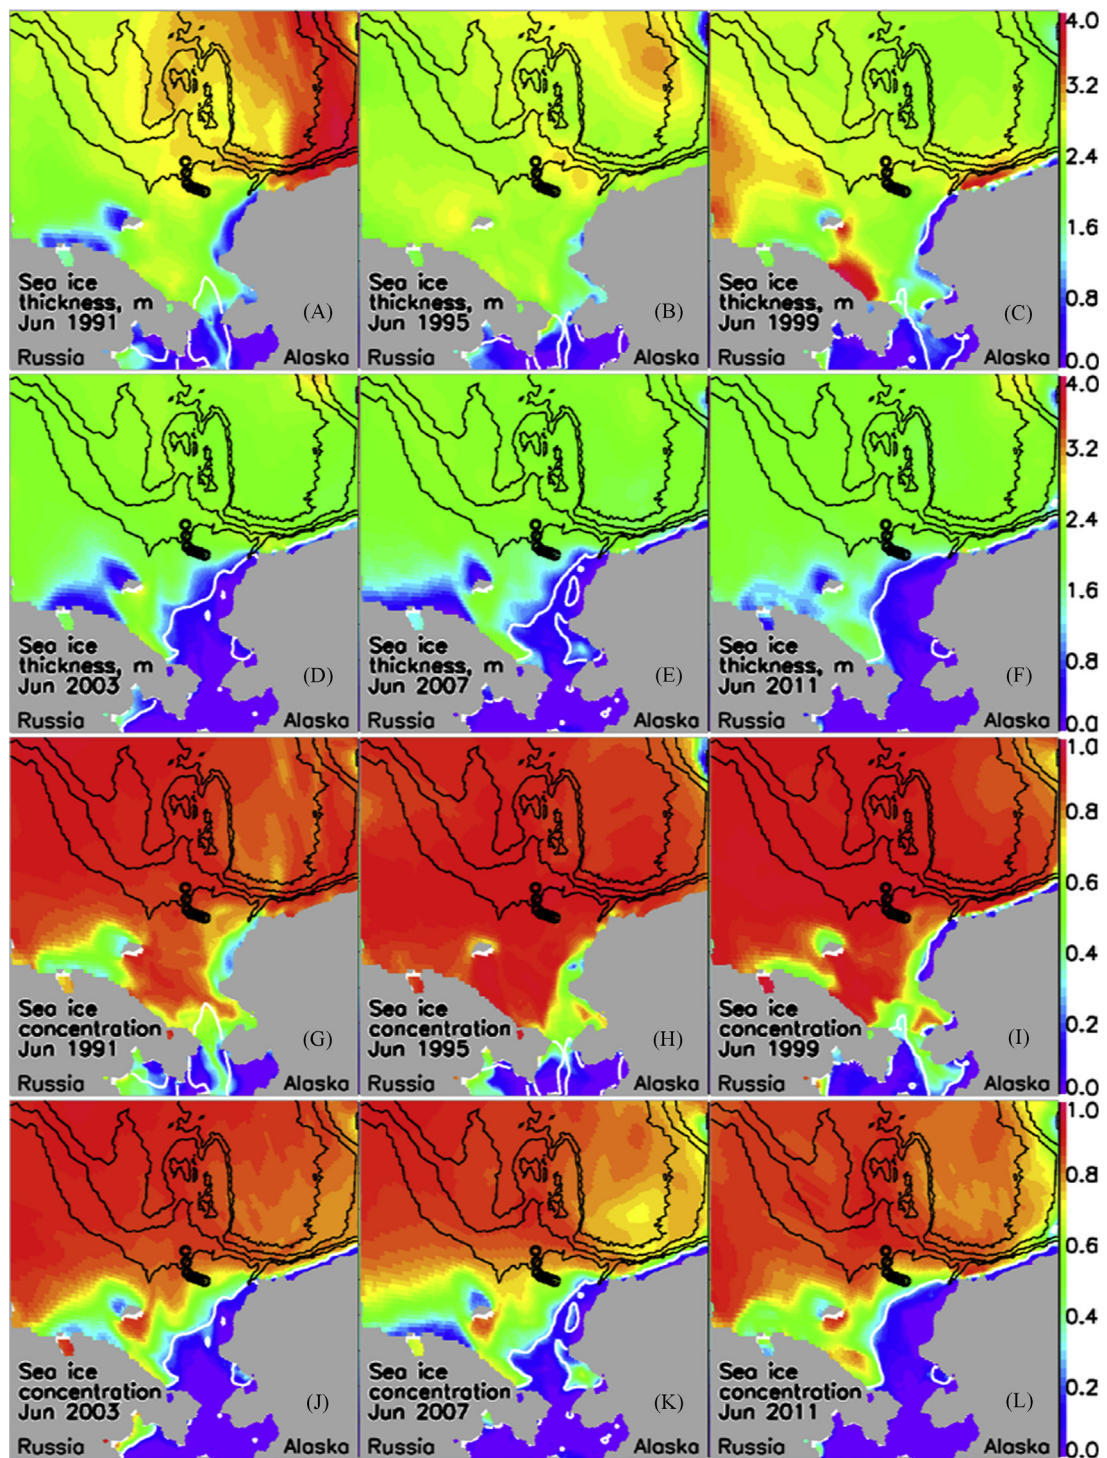 4.0
3.2
2.4
1.6
0.8
0.0
Sea ice
thickness, m
Jun 1991
(A)
Russia
Alaska
Sea ice
thickness, m
Jun 1995
(B)
Russia
Alaska
Sea ice
thickness, m
Jun 1999
(C)
Russia
Alaska
4.0
3.2
2.4
1.6
0.8
0.0
Sea ice
thickness, m
Jun 2003
(D)
Russia
Alaska
Sea ice
thickness, m
Jun 2007
(E)
Russia
Alaska
Sea ice
thickness, m
Jun 2011
(F)
Russia
Alaska
1.0
0.8
0.6
0.4
0.2
0.0
Sea ice
concentration
Jun 1991
(G)
Russia
Alaska
Sea ice
concentration
Jun 1995
(H)
Russia
Alaska
Sea ice
concentration
Jun 1999
(I)
Russia
Alaska
1.0
0.8
0.6
0.4
0.2
0.0
Sea ice
concentration
Jun 2003
(J)
Russia
Alaska
Sea ice
concentration
Jun 2007
(K)
Russia
Alaska
Sea ice
concentration
Jun 2011
(L)
Russia
Alaska